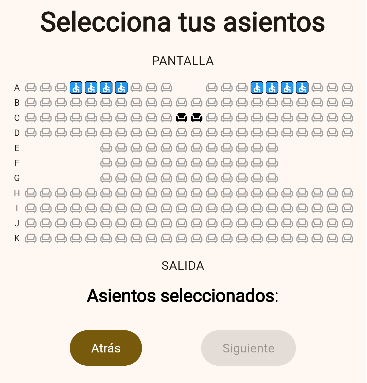 Selecciona tus asientos
PANTALLA
A
B
C
D
E
F
G
H
I
J
K
SALIDA
Asientos seleccionados:
Atrás
Siguiente